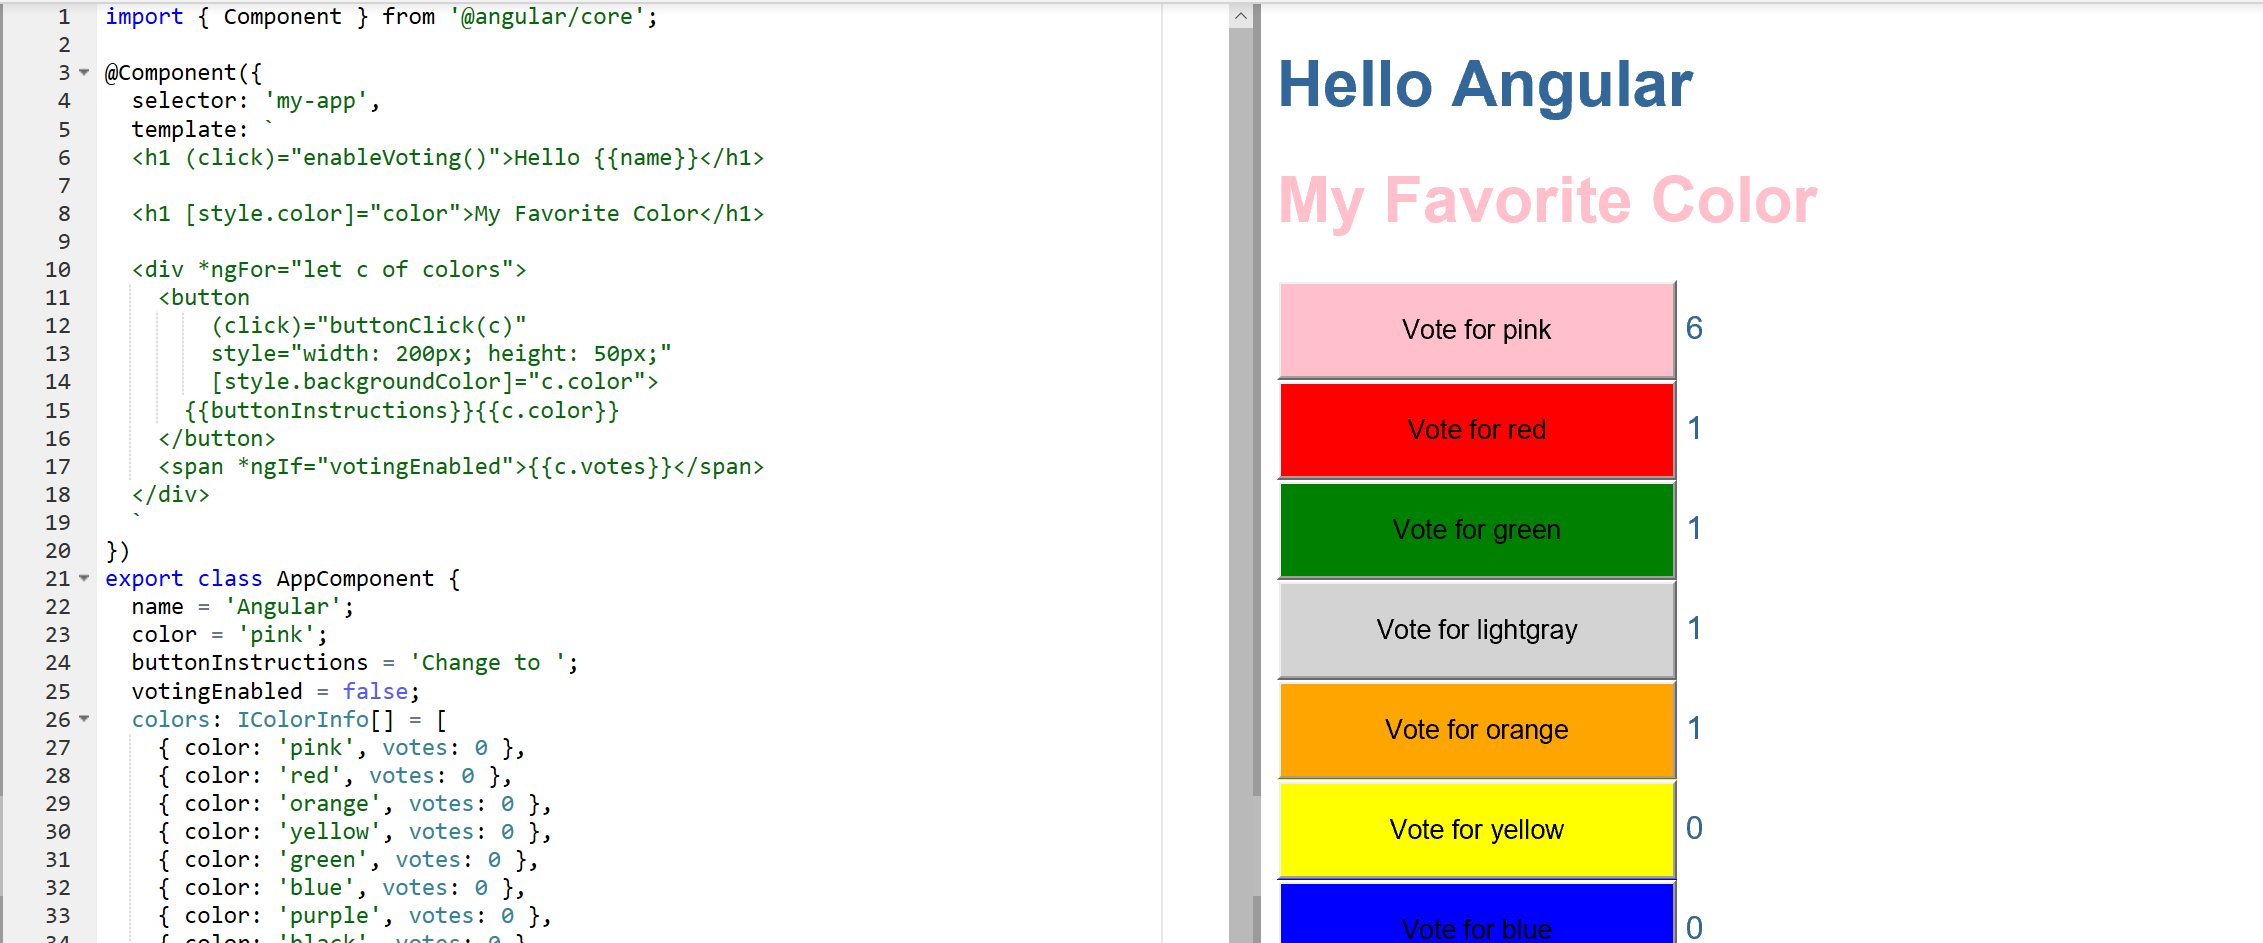 1 import { Component } from '@angular/core';
2
3 @Component({
4   selector: 'my-app',
5   template: `
6   <h1 (click)="enableVoting()">Hello {{name}}</h1>
7
8   <h1 [style.color]="color">My Favorite Color</h1>
9
10   <div *ngFor="let c of colors">
11     <button
12         (click)="buttonClick(c)"
13         style="width: 200px; height: 50px;"
14         [style.backgroundColor]="c.color">
15       {{buttonInstructions}}{{c.color}}
16     </button>
17     <span *ngIf="votingEnabled">{{c.votes}}</span>
18   </div>
19   `
20 })
21 export class AppComponent {
22   name = 'Angular';
23   color = 'pink';
24   buttonInstructions = 'Change to ';
25   votingEnabled = false;
26   colors: IColorInfo[] = [
27     { color: 'pink', votes: 0 },
28     { color: 'red', votes: 0 },
29     { color: 'orange', votes: 0 },
30     { color: 'yellow', votes: 0 },
31     { color: 'green', votes: 0 },
32     { color: 'blue', votes: 0 },
33     { color: 'purple', votes: 0 },
34     { color: 'black', votes: 0 }
Hello Angular
My Favorite Color
Vote for pink 6
Vote for red 1
Vote for green 1
Vote for lightgray 1
Vote for orange 1
Vote for yellow 0
Vote for blue 0